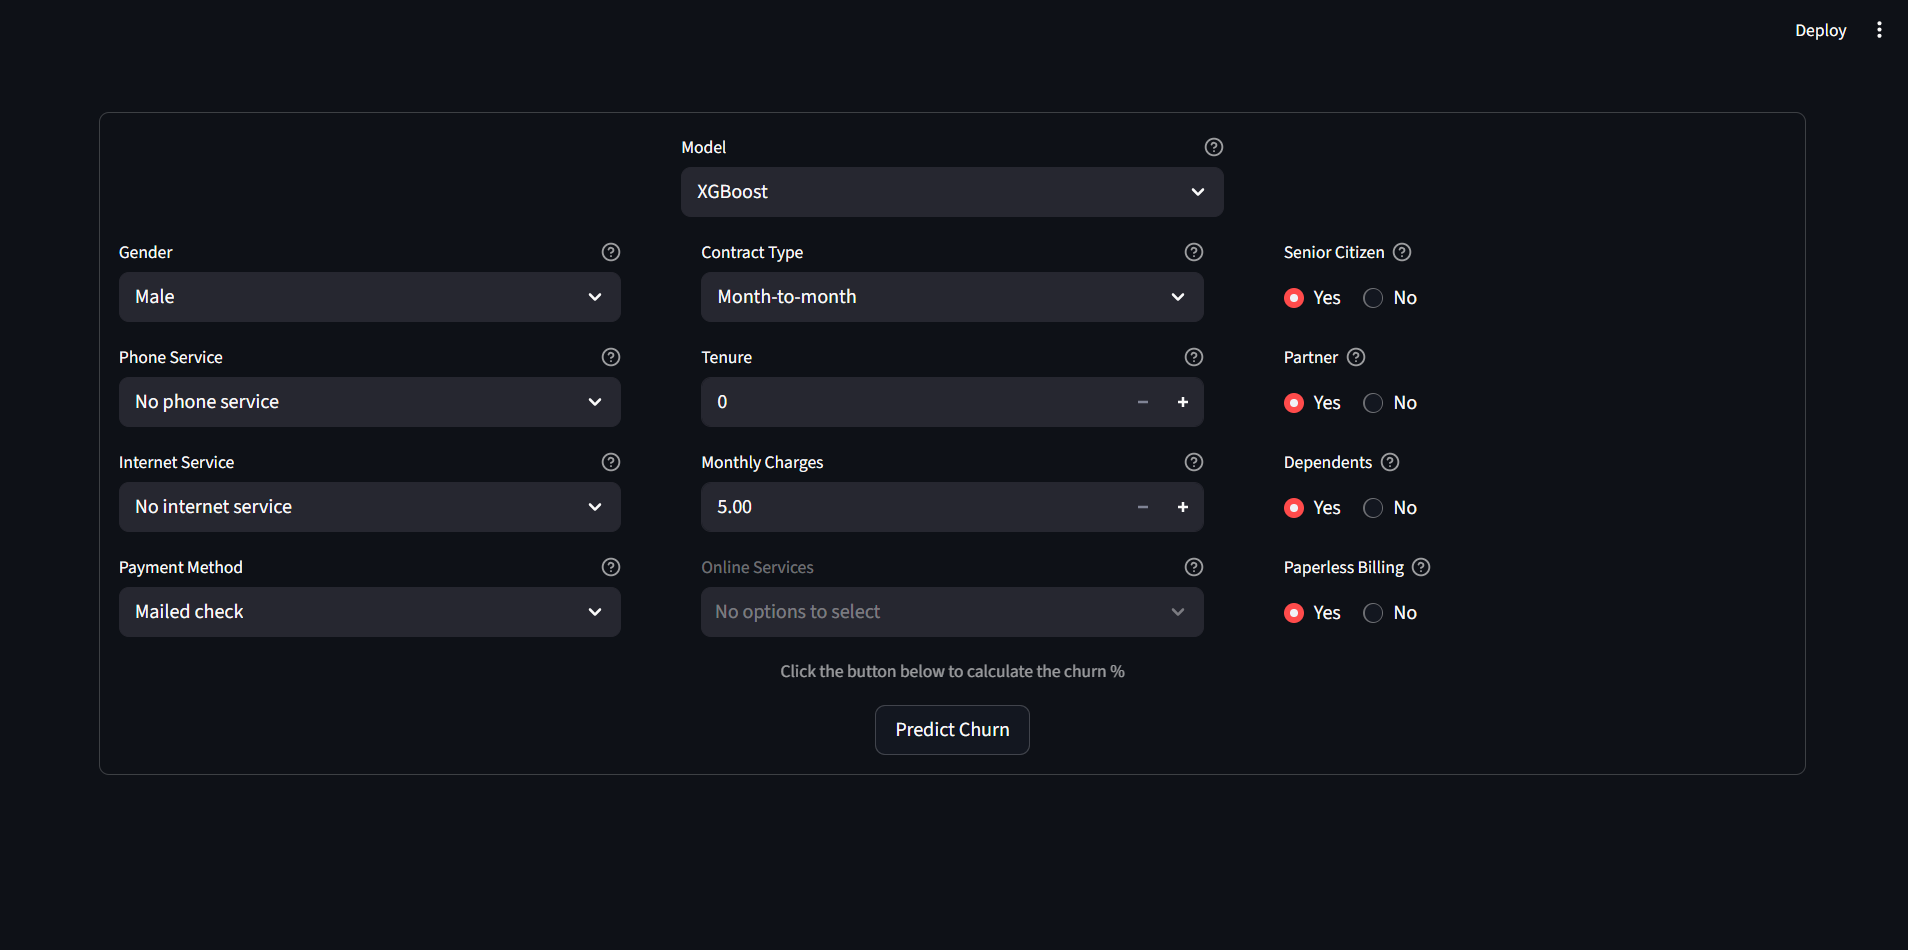 Deploy
Model
XGBoost
Gender
Contract Type
Senior Citizen
Male
Month-to-month
Yes
No
Phone Service
Tenure
Partner
No phone service
0
Yes
No
Internet Service
Monthly Charges
Dependents
No internet service
5.00
Yes
No
Payment Method
Online Services
Paperless Billing
Mailed check
No options to select
Yes
No
Click the button below to calculate the churn %
Predict Churn